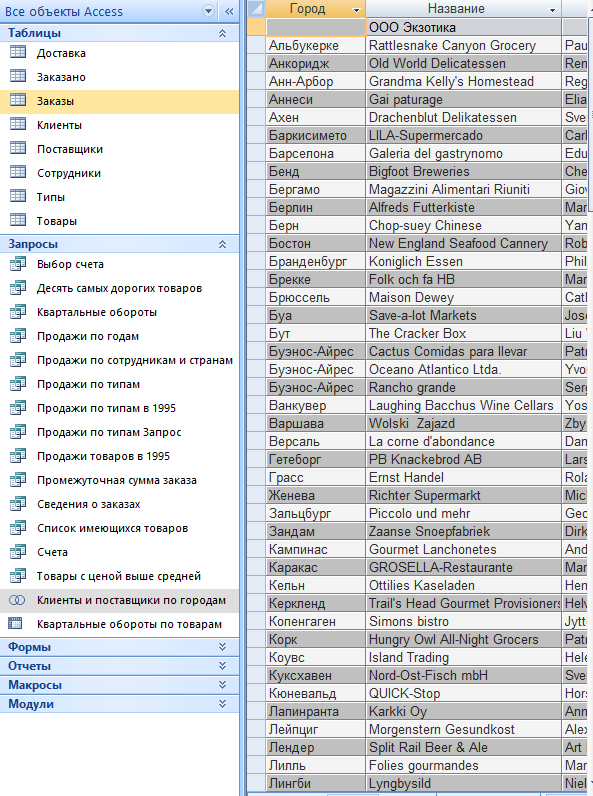 Все объекты Access
Таблицы
Доставка
Заказано
Заказы
Клиенты
Поставщики
Сотрудники
Типы
Товары
Запросы
Выбор счета
Десять самых дорогих товаров
Квартальные обороты
Продажи по годам
Продажи по сотрудникам и странам
Продажи по типам
Продажи по типам в 1995
Продажи по типам Запрос
Продажи товаров в 1995
Промежуточная сумма заказа
Сведения о заказах
Список имеющихся товаров
Счета
Товары с ценой выше средней
Клиенты и поставщики по городам
Квартальные обороты по товарам
Формы
Отчеты
Макросы
Модули
Город Название
ООО Экзотика
Альбукерке Rattlesnake Canyon Grocery Pau
Анкоридж Old World Delicatessen Ren
Анн-Арбор Grandma Kelly's Homestead Reg
Аннеси Gai paturage Elia
Ахен Drachenblut Delikatessen Sve
Баркисимето LILA-Supermercado Carl
Барселона Galeria del gastrynomo Edu
Бенд Bigfoot Breweries Che
Бергамо Magazzini Alimentari Riuniti Giov
Берлин Alfreds Futterkiste Mar
Берн Chop-suey Chinese Yan
Бостон New England Seafood Cannery Rob
Бранденбург Koniglich Essen Phil
Брекке Folk och fa HB Mar
Брюссель Maison Dewey Catl
Буа Save-a-lot Markets Jose
Бут The Cracker Box Liu
Буэнос-Айрес Cactus Comidas para llevar Patr
Буэнос-Айрес Oceano Atlantico Ltda. Yvo
Буэнос-Айрес Rancho grande Serg
Ванкувер Laughing Bacchus Wine Cellars Yos
Варшава Wolski Zajazd Zby
Версаль La corne d'abondance Dan
Гетеборг PB Knackebrod AB Lars
Грасс Ernst Handel Rola
Женева Richter Supermarkt Mic
Зальцбург Piccolo und mehr Geo
Зандам Zaanse Snoepfabriek Dirk
Кампинас Gourmet Lanchonetes And
Каракас GROSELLA-Restaurante Mar
Кельн Ottilies Kaseladen Hen
Керкленд Trail's Head Gourmet Provisioners Helv
Копенгаген Simons bistro Jytt
Корк Hungry Owl All-Night Grocers Patr
Коувс Island Trading Hele
Куксхавен Nord-Ost-Fisch mbH Sve
Кюневальд QUICK-Stop Hors
Лапинранта Karkki Oy Ann
Лейпциг Morgenstern Gesundkost Alex
Лендер Split Rail Beer & Ale Art
Лилль Folies gourmandes Mar
Лингби Lyngbysild Niel